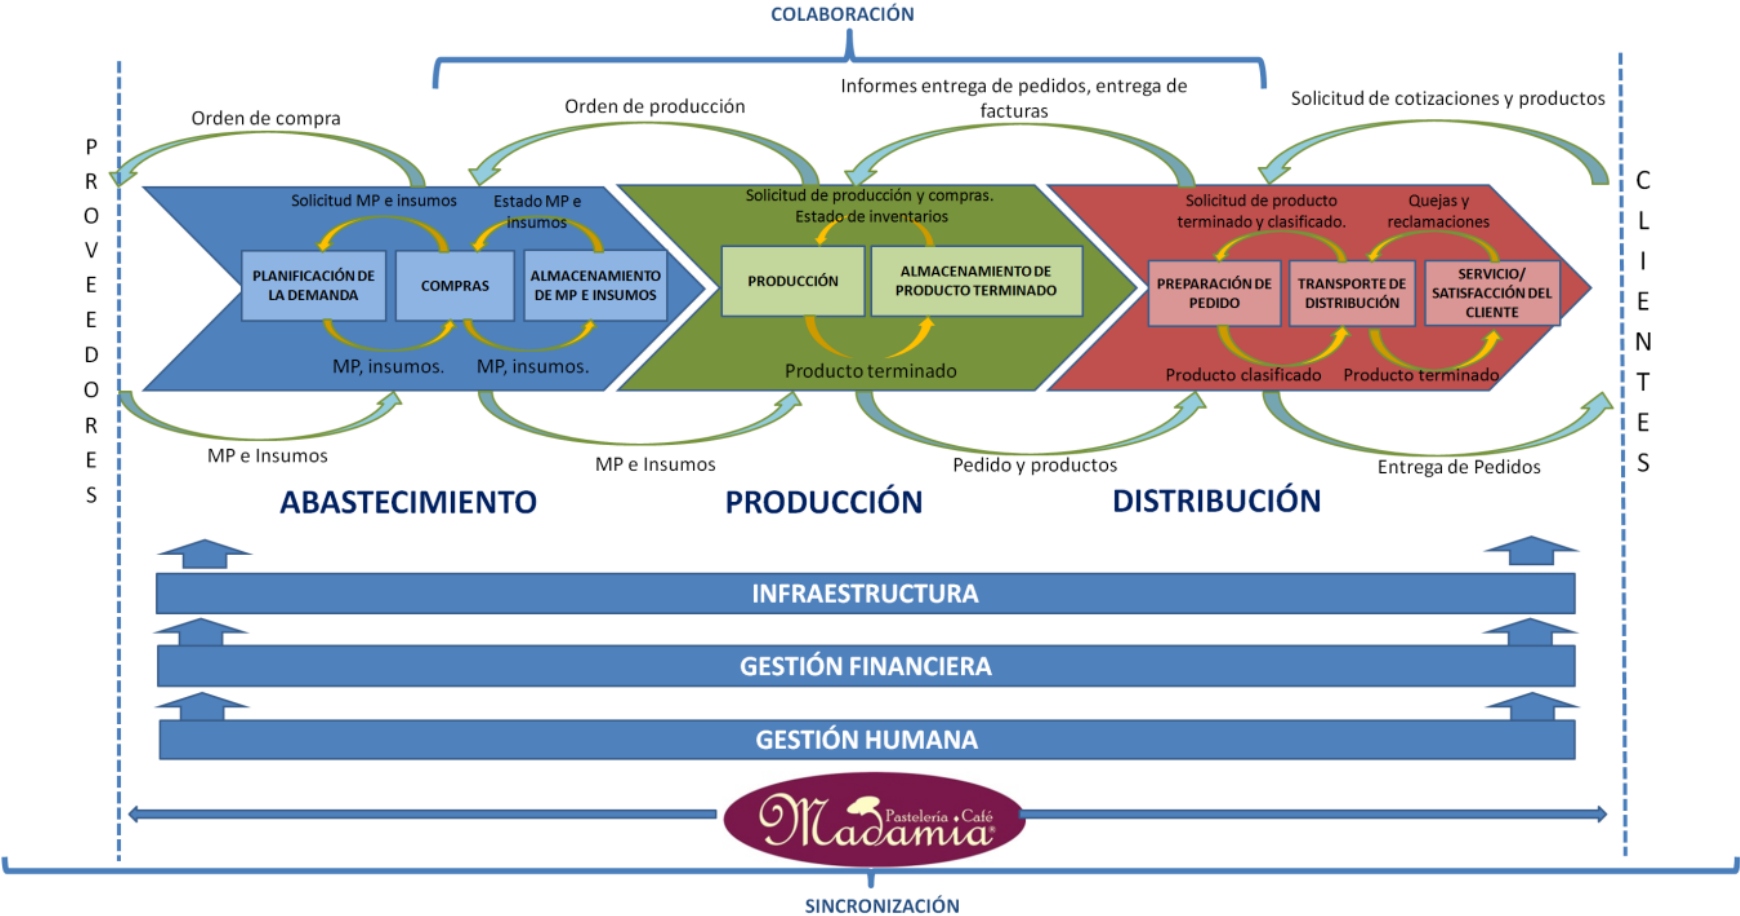 COLABORACIÓN
Orden de compra
Orden de producción
Informes entrega de pedidos, entrega de
facturas
Solicitud de cotizaciones y productos
PROVEEDORES
CLIENTES
Solicitud MP e insumos
Estado MP e
insumos
Solicitud de producción y compras.
Estado de inventarios
Solicitud de producto
terminado y clasificado.
Quejas y
reclamaciones
PLANIFICACIÓN DE
LA DEMANDA
COMPRAS
ALMACENAMIENTO
DE MP E INSUMOS
PRODUCCIÓN
ALMACENAMIENTO DE
PRODUCTO TERMINADO
PREPARACIÓN DE
PEDIDO
TRANSPORTE DE
DISTRIBUCIÓN
SERVICIO/
SATISFACCIÓN DEL
CLIENTE
MP, insumos.
MP, insumos.
Producto terminado
Producto clasificado
Producto terminado
MP e Insumos
MP e Insumos
Pedido y productos
Entrega de Pedidos
ABASTECIMIENTO
PRODUCCIÓN
DISTRIBUCIÓN
INFRAESTRUCTURA
GESTIÓN FINANCIERA
GESTIÓN HUMANA
Pastelería ♦ Café
Madamia®
SINCRONIZACIÓN